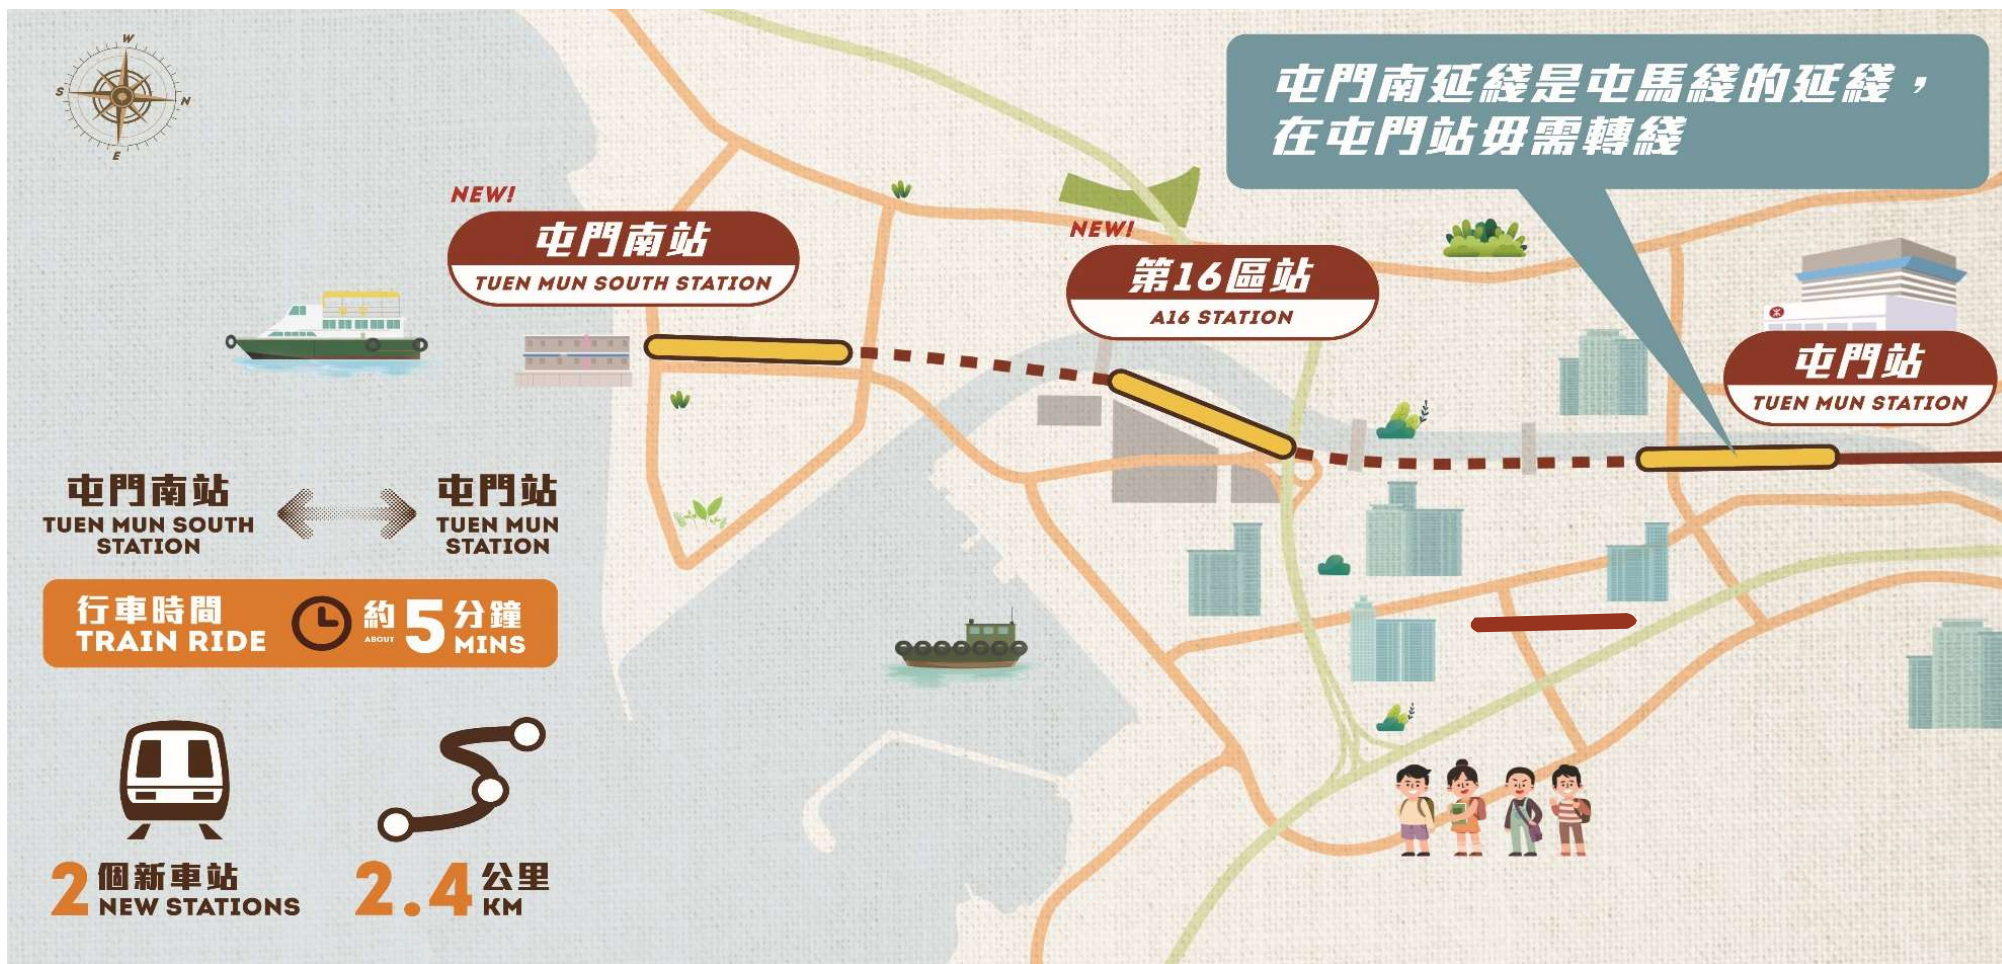 W
S
N
E
屯門南延綫是屯馬綫的延綫，
在屯門站毋需轉綫
NEW!
屯門南站
TUEN MUN SOUTH STATION
NEW!
第16區站
A16 STATION
屯門站
TUEN MUN STATION
屯門南站
TUEN MUN SOUTH
STATION
屯門站
TUEN MUN
STATION
行車時間
TRAIN RIDE
約
ABOUT
5
分鐘
MINS
2
個新車站
NEW STATIONS
2.4
公里
KM